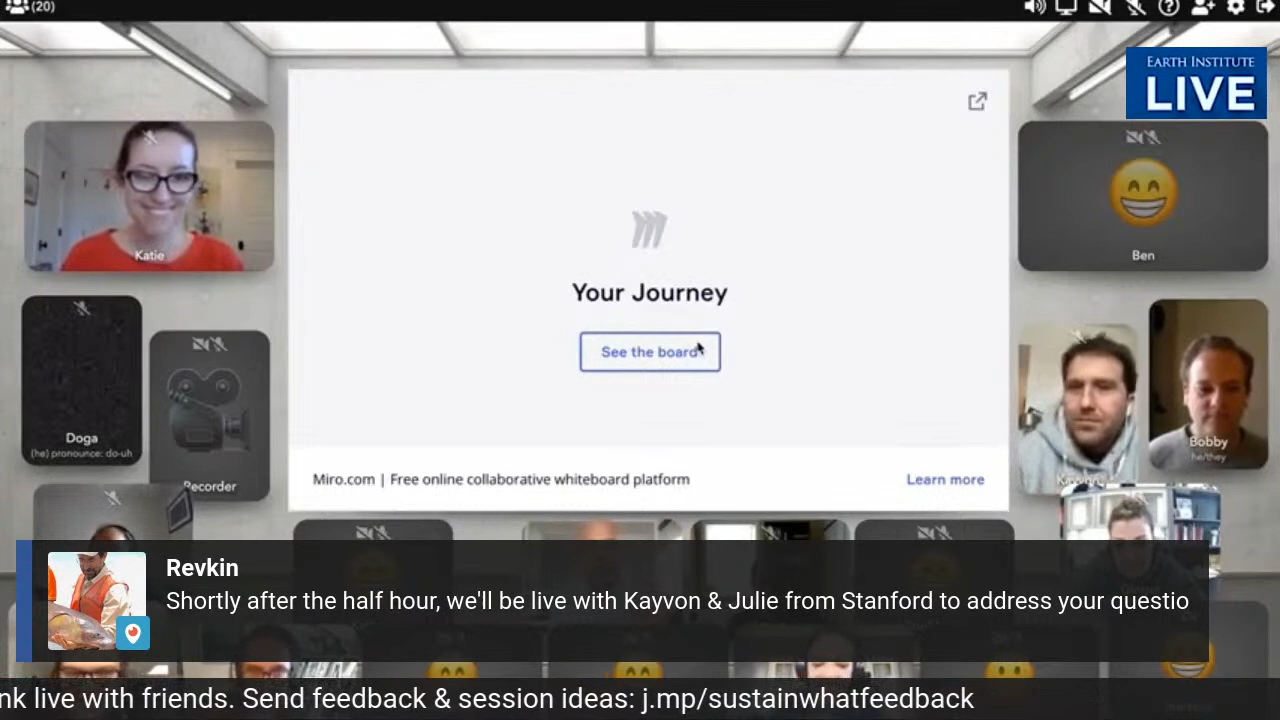 (20)
EARTH INSTITUTE
LIVE
Katie
Ben
Your Journey
See the board
Doga
(he) pronounce: do-uh
Recorder
Bobby
he/they
Miro.com | Free online collaborative whiteboard platform
Learn more
Revkin
Shortly after the half hour, we'll be live with Kayvon & Julie from Stanford to address your questio
nk live with friends. Send feedback & session ideas: j.mp/sustainwhatfeedback